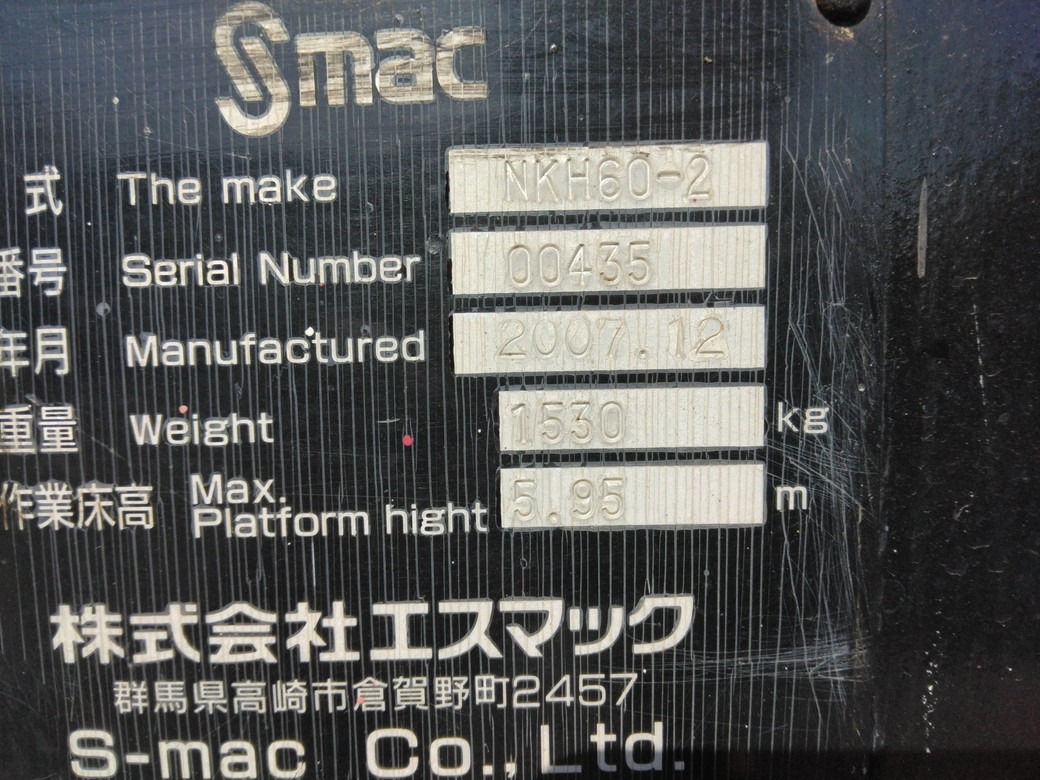 Smac
式 The make NKH60-2
番号 Serial Number 00435
年月 Manufactured 2007.12
重量 Weight 1530 kg
作業床高 Max. Platform hight 5.95 m
株式会社エスマック
群馬県高崎市倉賀野町2457
S-mac Co., Ltd.